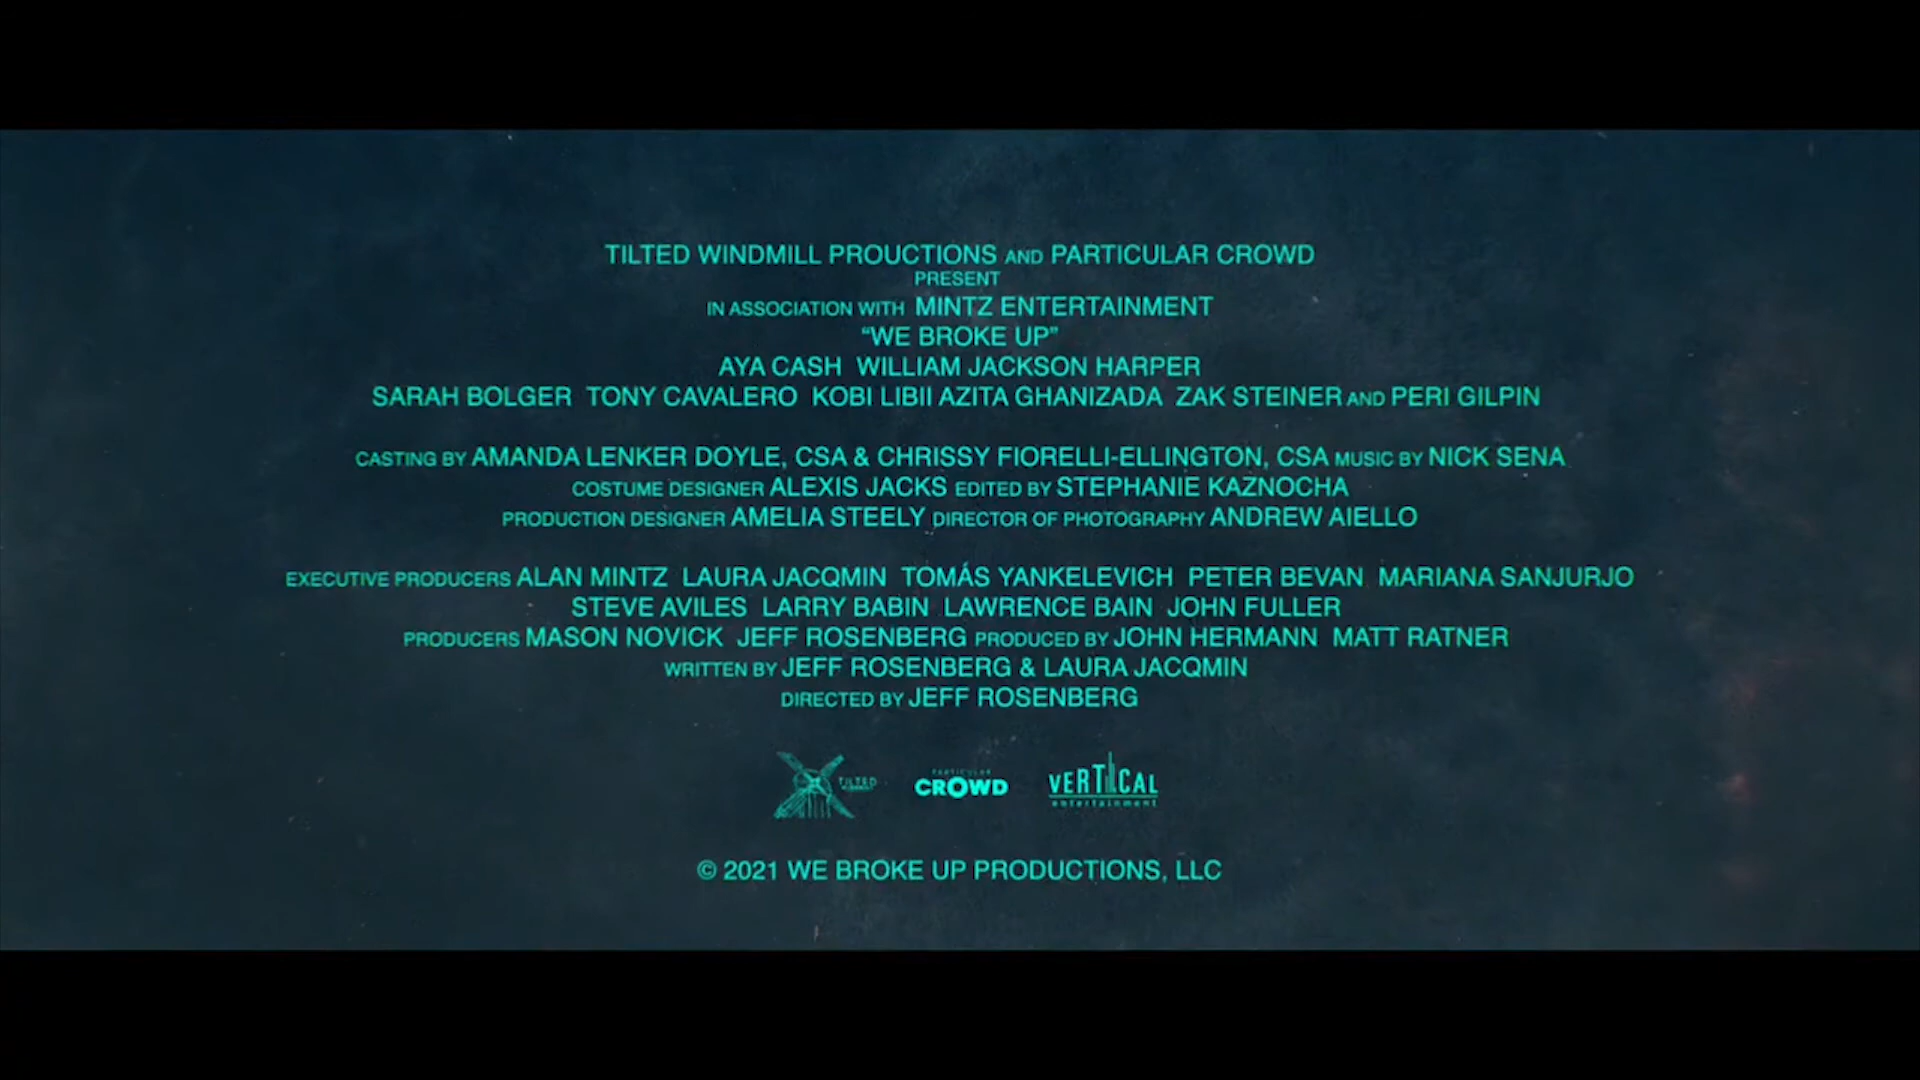 TILTED WINDMILL PROUCTIONS AND PARTICULAR CROWD
PRESENT
IN ASSOCIATION WITH MINTZ ENTERTAINMENT
“WE BROKE UP”
AYA CASH WILLIAM JACKSON HARPER
SARAH BOLGER TONY CAVALERO KOBI LIBII AZITA GHANIZADA ZAK STEINER AND PERI GILPIN
CASTING BY AMANDA LENKER DOYLE, CSA & CHRISSY FIORELLI-ELLINGTON, CSA MUSIC BY NICK SENA
COSTUME DESIGNER ALEXIS JACKS EDITED BY STEPHANIE KAZNOCHA
PRODUCTION DESIGNER AMELIA STEELY DIRECTOR OF PHOTOGRAPHY ANDREW AIELLO
EXECUTIVE PRODUCERS ALAN MINTZ LAURA JACQMIN TOMÁS YANKELEVICH PETER BEVAN MARIANA SANJURJO
STEVE AVILES LARRY BABIN LAWRENCE BAIN JOHN FULLER
PRODUCERS MASON NOVICK JEFF ROSENBERG PRODUCED BY JOHN HERMANN MATT RATNER
WRITTEN BY JEFF ROSENBERG & LAURA JACQMIN
DIRECTED BY JEFF ROSENBERG
TILTED
PARTICULAR
CROWD
VERTICAL
entertainment
© 2021 WE BROKE UP PRODUCTIONS, LLC